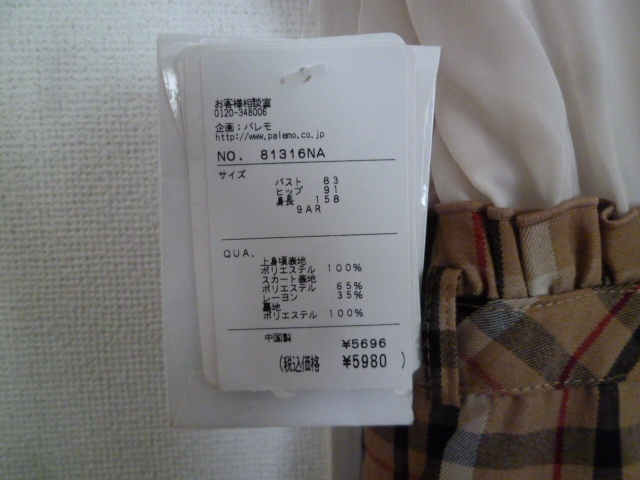 お客様相談室
0120-348006
企画：パレモ
http://www.palemo.co.jp
NO. 81316NA
サイズ
バスト 83
ヒップ 91
身長 158
9AR
QUA.
上身頃表地
ポリエステル 100%
スカート表地
ポリエステル 65%
レーヨン 35%
裏地
ポリエステル 100%
中国製
¥5696
(税込価格 ¥5980)